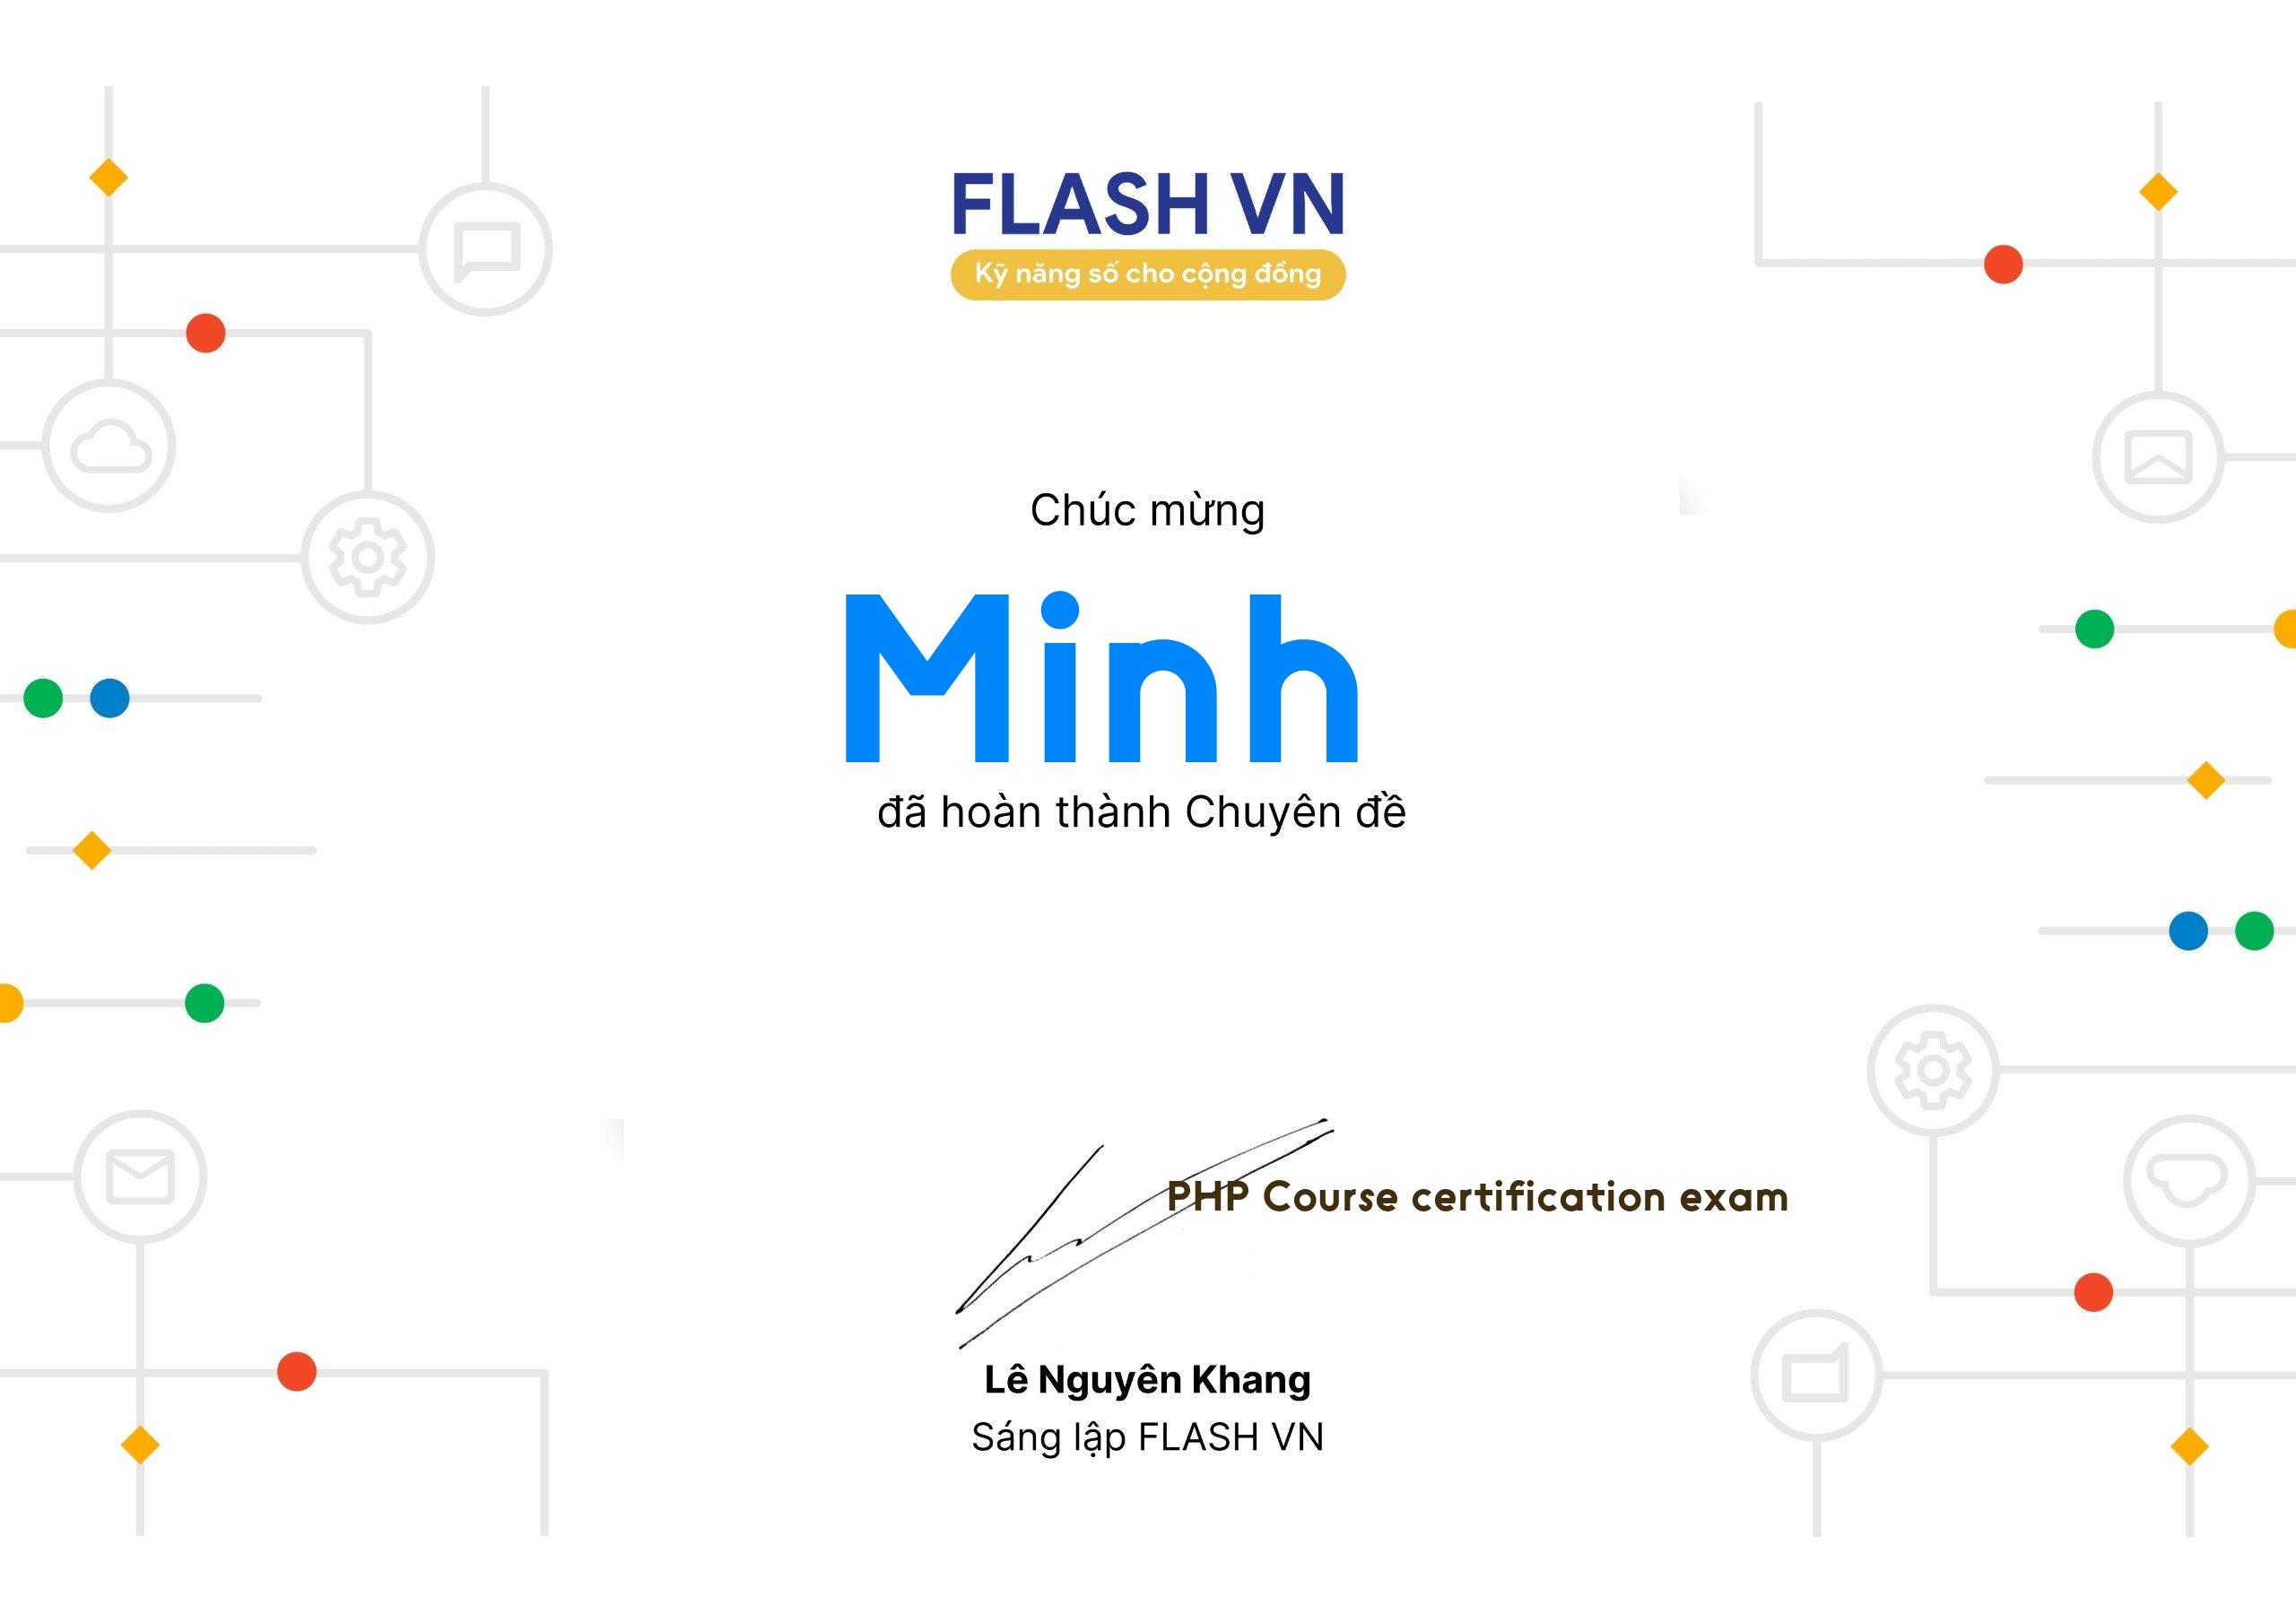 FLASH VN
Kỹ năng số cho cộng đồng
Chúc mừng
Minh
đã hoàn thành Chuyên đề
PHP Course certification exam
Lê Nguyên Khang
Sáng lập FLASH VN